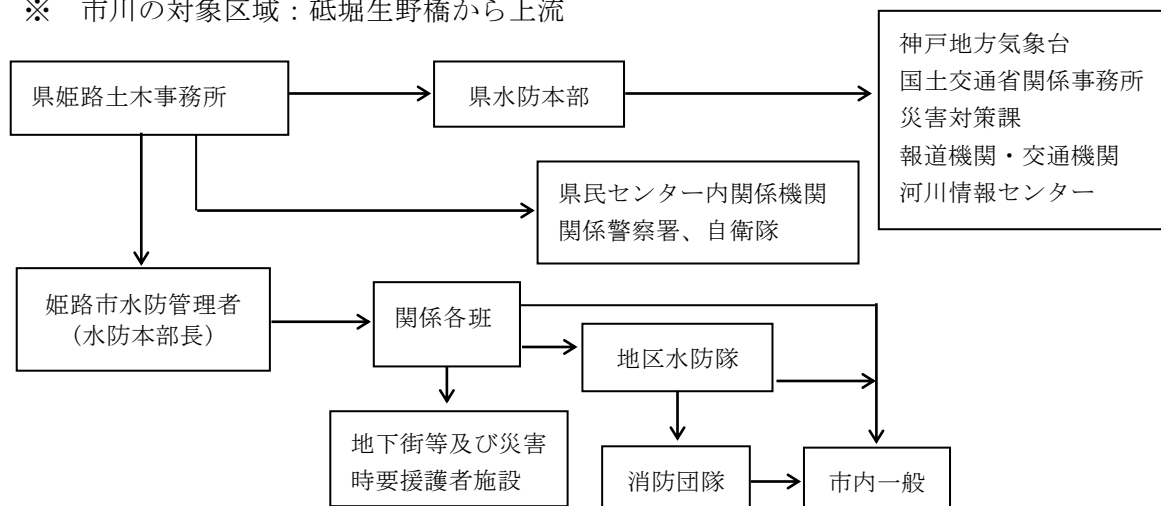 ※ 市川の対象区域：砥堀生野橋から上流
県姫路土木事務所
県水防本部
神戸地方気象台
国土交通省関係事務所
災害対策課
報道機関・交通機関
河川情報センター
県民センター内関係機関
関係警察署、自衛隊
姫路市水防管理者
（水防本部長）
関係各班
地区水防隊
地下街等及び災害
時要援護者施設
消防団隊
市内一般